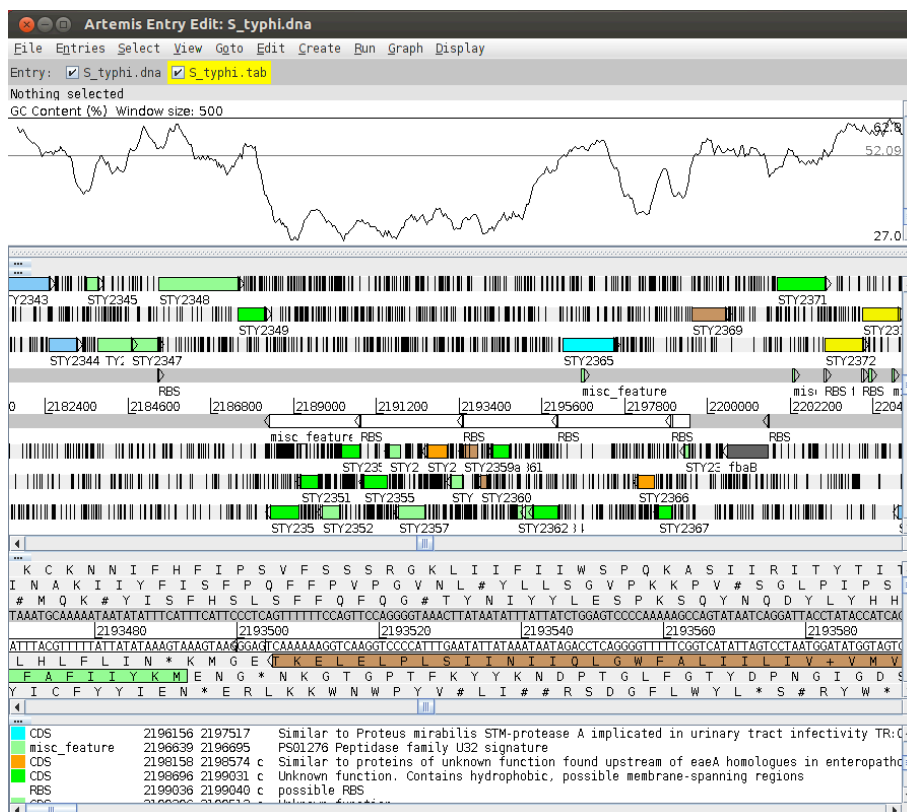 Artemis Entry Edit: S_typhi.dna
File Entries Select View Goto Edit Create Run Graph Display
Entry: S_typhi.dna S_typhi.tab
Nothing selected
GC Content (%) Window size: 500
62.8
52.09
27.0
STY2345 STY2348 STY2371
STY2349 STY2369
STY2344 STY2347 STY2365 STY2372
RBS misc_feature RBS RBS
2182400 2184600 2186800 2189000 2191200 2193400 2195600 2197800 2200000 2202200
misc_feature RBS RBS RBS RBS RBS
STY2359a fbaB
STY2351 STY2355 STY STY2360 STY2366
STY235 STY2352 STY2357 STY2362 STY2367
K C K N N I F H F I P S V F S S S R G K L I I F I I W S P Q K A S I I R I T Y T I
I N A K I I Y F I S F P Q F F P V P G V N L # Y L L S G V P K K P V # S G L P I P S
# M Q K # Y I S F H S L S F F Q F Q G # T Y N I Y Y L E S P K S Q Y N Q D Y L Y H H
2193480 2193500 2193520 2193540 2193560 2193580
L H L F L I N * K M G E T K E L E L P L S I I N I I Q L G W F A L I I L I V + V M V
F A F I I Y K M E N G * N K G T G P T F K Y Y K N D P T G L F G T Y D P N G I G D S
Y I C F Y Y I E N * E R L K K W N W P Y V # L I # # R S D G F L W Y L * S # R Y W *
CDS 2196156 2197517 Similar to Proteus mirabilis STM-protease A implicated in urinary tract infectivity
misc_feature 2196639 2196695 PS01276 Peptidase family U32 signature
CDS 2198158 2198574 c Similar to proteins of unknown function found upstream of eaeA homologues in
CDS 2198696 2199031 c Unknown function. Contains hydrophobic, possible membrane-spanning regions
RBS 2199036 2199040 c possible RBS